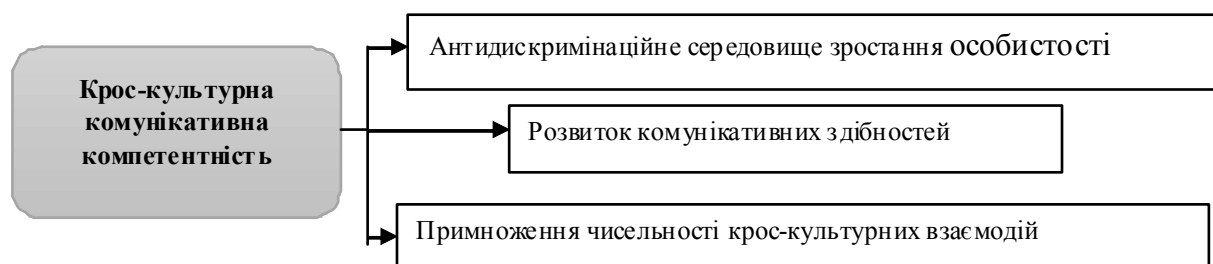 Крос-культурна
комунікативна
компетентність
Антидискримінаційне середовище зростання особистості
Розвиток комунікативних здібностей
Примноження чисельності крос-культурних взаємодій